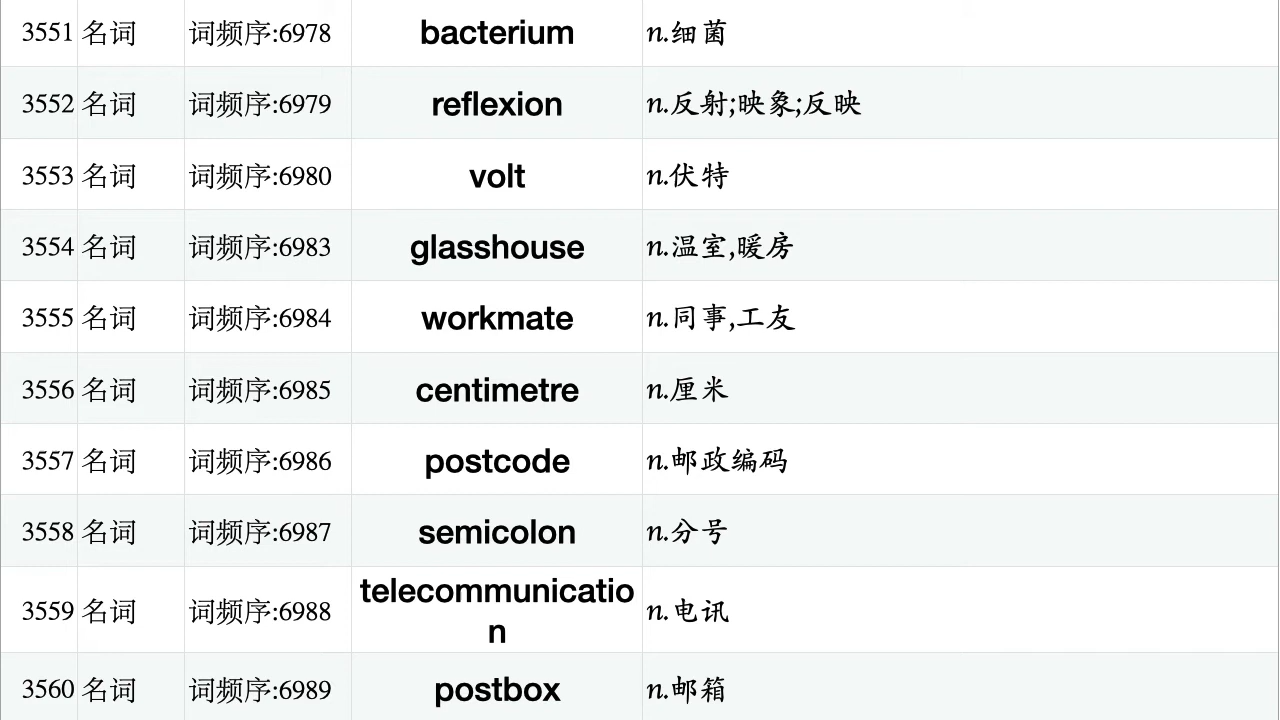 3551 名词 词频序:6978 bacterium n.细菌
3552 名词 词频序:6979 reflexion n.反射;映象;反映
3553 名词 词频序:6980 volt n.伏特
3554 名词 词频序:6983 glasshouse n.温室,暖房
3555 名词 词频序:6984 workmate n.同事,工友
3556 名词 词频序:6985 centimetre n.厘米
3557 名词 词频序:6986 postcode n.邮政编码
3558 名词 词频序:6987 semicolon n.分号
3559 名词 词频序:6988 telecommunicatio
n n.电讯
3560 名词 词频序:6989 postbox n.邮箱